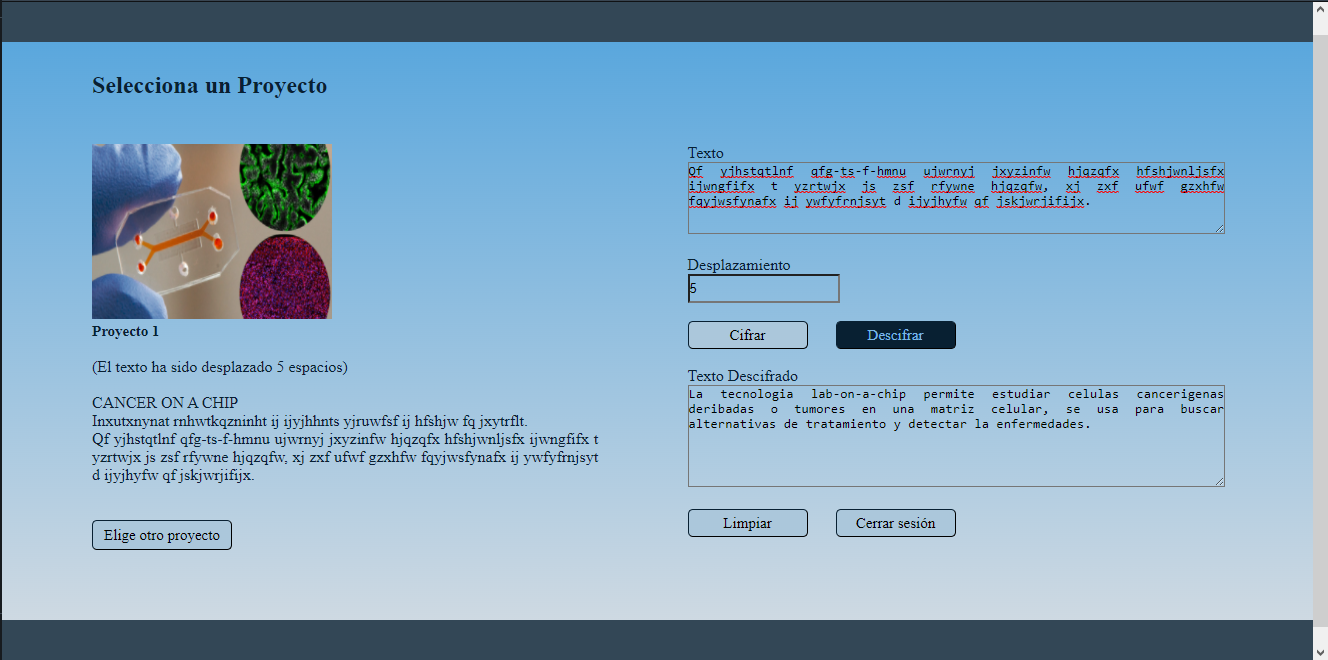 Selecciona un Proyecto
Proyecto 1
(El texto ha sido desplazado 5 espacios)
CANCER ON A CHIP
Inxutxnynat rnhwtkqzninht ij ijyjhhnts yjruwfsf ij hfshjw fq jxytrflt.
Qf yjhstqtlnf qfg-ts-f-hmnu ujwrnyj jxyzinfw hjqzqfx hfshjwnljsfx ijwngfifx t
yzrtwjx js zsf rfywne hjqzqfw, xj zxf ufwf gzxhfw fqyjwsfynafx ij ywfyfrnjsyt
d ijyjhyfw qf jskjwrjifijx.
Elige otro proyecto
Texto
Qf yjhstqtlnf qfg-ts-f-hmnu ujwrnyj jxyzinfw hjqzqfx hfshjwnljsfx
ijwngfifx t yzrtwjx js zsf rfywne hjqzqfw, xj zxf ufwf gzxhfw
fqyjwsfynafx ij ywfyfrnjsyt d ijyjhyfw qf jskjwrjifijx.
Desplazamiento
5
Cifrar Descifrar
Texto Descifrado
La tecnologia lab-on-a-chip permite estudiar celulas cancerigenas
deribadas o tumores en una matriz celular, se usa para buscar
alternativas de tratamiento y detectar la enfermedades.
Limpiar Cerrar sesión